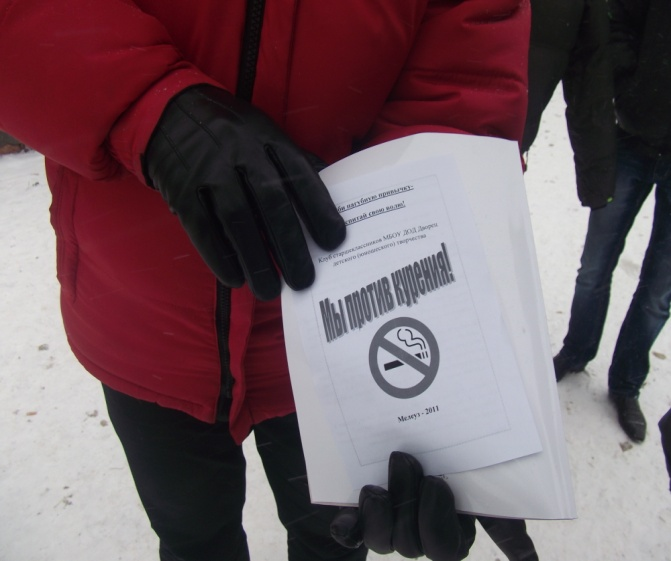 пагубную привычку-
свою волю!
Клуб старшеклассников МБОУ ДОД Дворец
детского (юношеского) творчества
Мы против курения!
Мелеуз - 2011